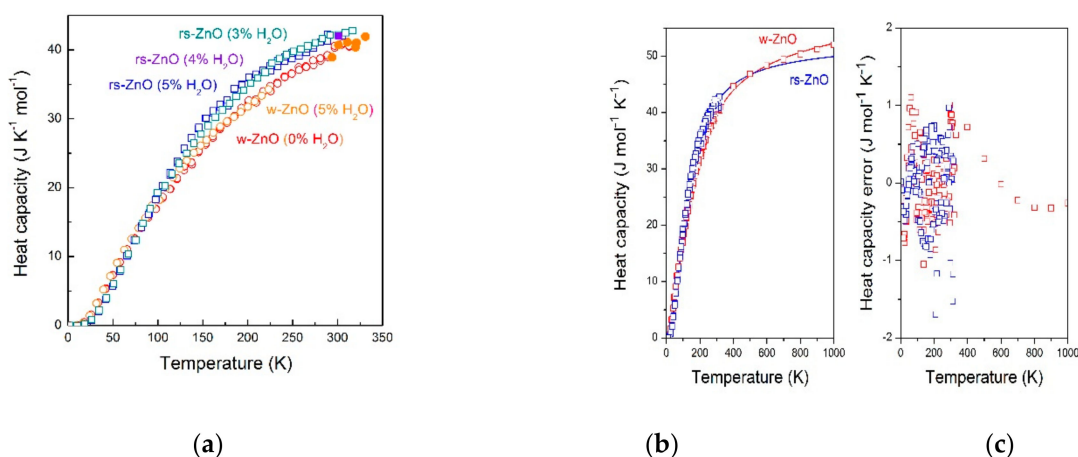 rs-ZnO (3% H₂O)
rs-ZnO (4% H₂O)
rs-ZnO (5% H₂O)
w-ZnO (5% H₂O)
w-ZnO (0% H₂O)
Heat capacity (J K⁻¹ mol⁻¹)
40
30
20
10
0
0 50 100 150 200 250 300 350 400
Temperature (K)
(a)
w-ZnO
rs-ZnO
Heat capacity (J mol⁻¹ K⁻¹)
50
40
30
20
10
0
200 400 600 800 1000
Temperature (K)
(b)
Heat capacity error (J mol⁻¹ K⁻¹)
2
1
0
-1
-2
0 200 400 600 800 1000
Temperature (K)
(c)